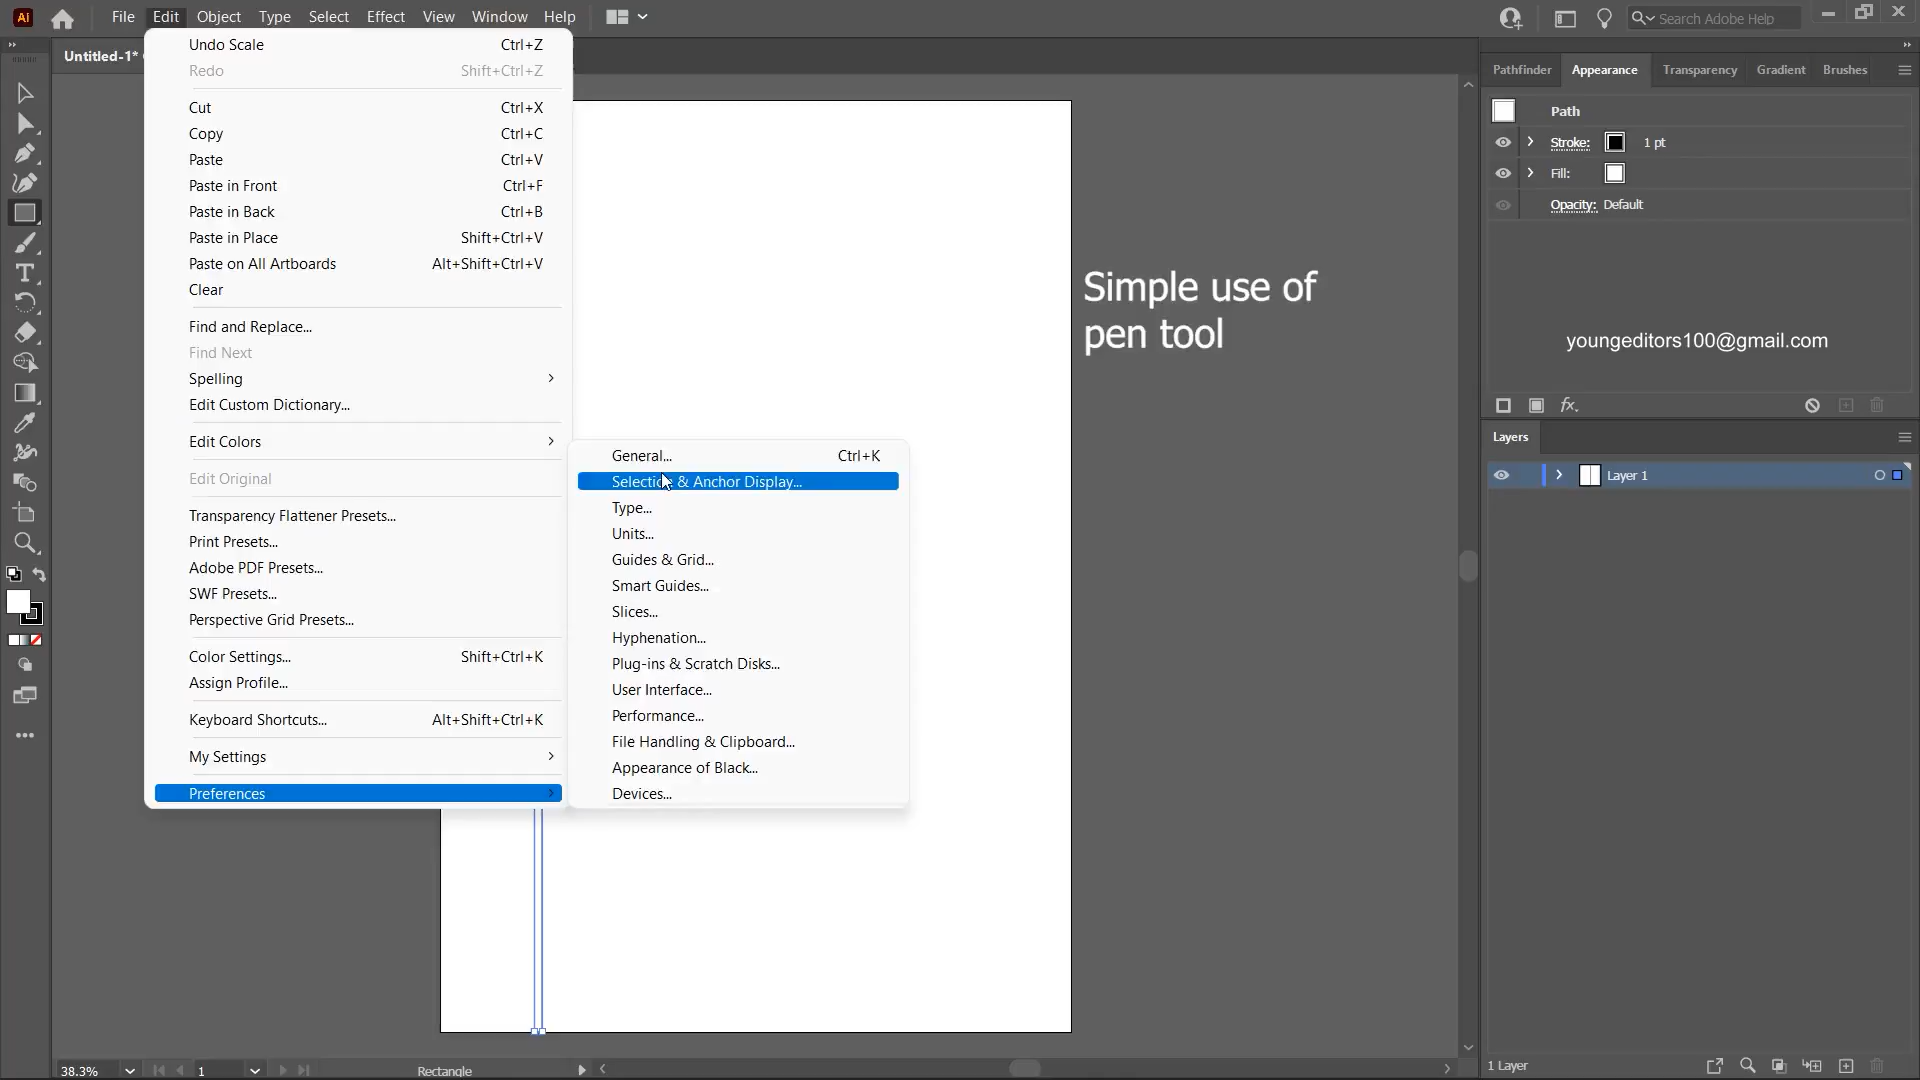 File Edit Object Type Select Effect View Window Help
Search Adobe Help
Untitled-1*
Undo Scale Ctrl+Z
Redo Shift+Ctrl+Z
Cut Ctrl+X
Copy Ctrl+C
Paste Ctrl+V
Paste in Front Ctrl+F
Paste in Back Ctrl+B
Paste in Place Shift+Ctrl+V
Paste on All Artboards Alt+Shift+Ctrl+V
Clear
Find and Replace...
Find Next
Spelling
Edit Custom Dictionary...
Edit Colors
Edit Original
Transparency Flattener Presets...
Print Presets...
Adobe PDF Presets...
SWF Presets...
Perspective Grid Presets...
Color Settings... Shift+Ctrl+K
Assign Profile...
Keyboard Shortcuts... Alt+Shift+Ctrl+K
My Settings
Preferences
General... Ctrl+K
Selection & Anchor Display...
Type...
Units...
Guides & Grid...
Smart Guides...
Slices...
Hyphenation...
Plug-ins & Scratch Disks...
User Interface...
Performance...
File Handling & Clipboard...
Appearance of Black...
Devices...
Simple use of
pen tool
Pathfinder Appearance Transparency Gradient Brushes
Path
Stroke: 1 pt
Fill:
Opacity: Default
youngeditors100@gmail.com
fx.
Layers
Layer 1
1 Layer
38.3% 1 Rectangle